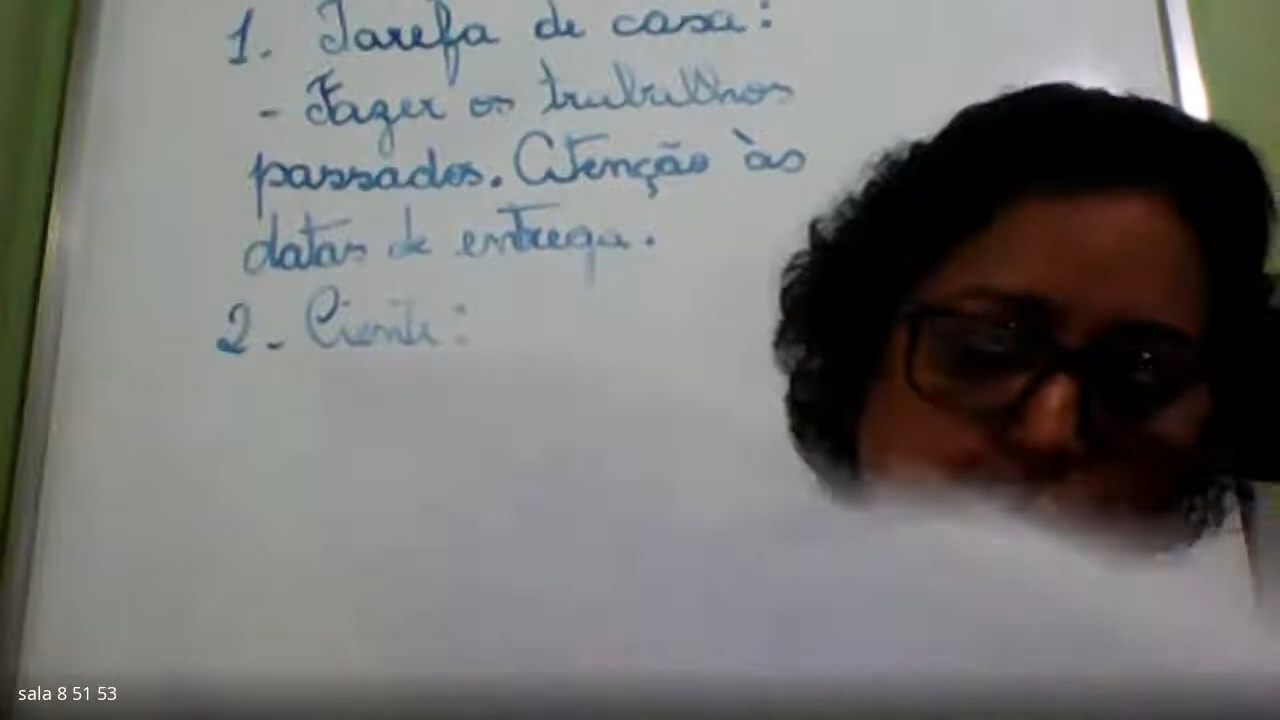 1. Tarefa de casa:
- Fazer os trabalhos
passados. Atenção às
datas de entrega.
2. Ciente:
sala 8 51 53